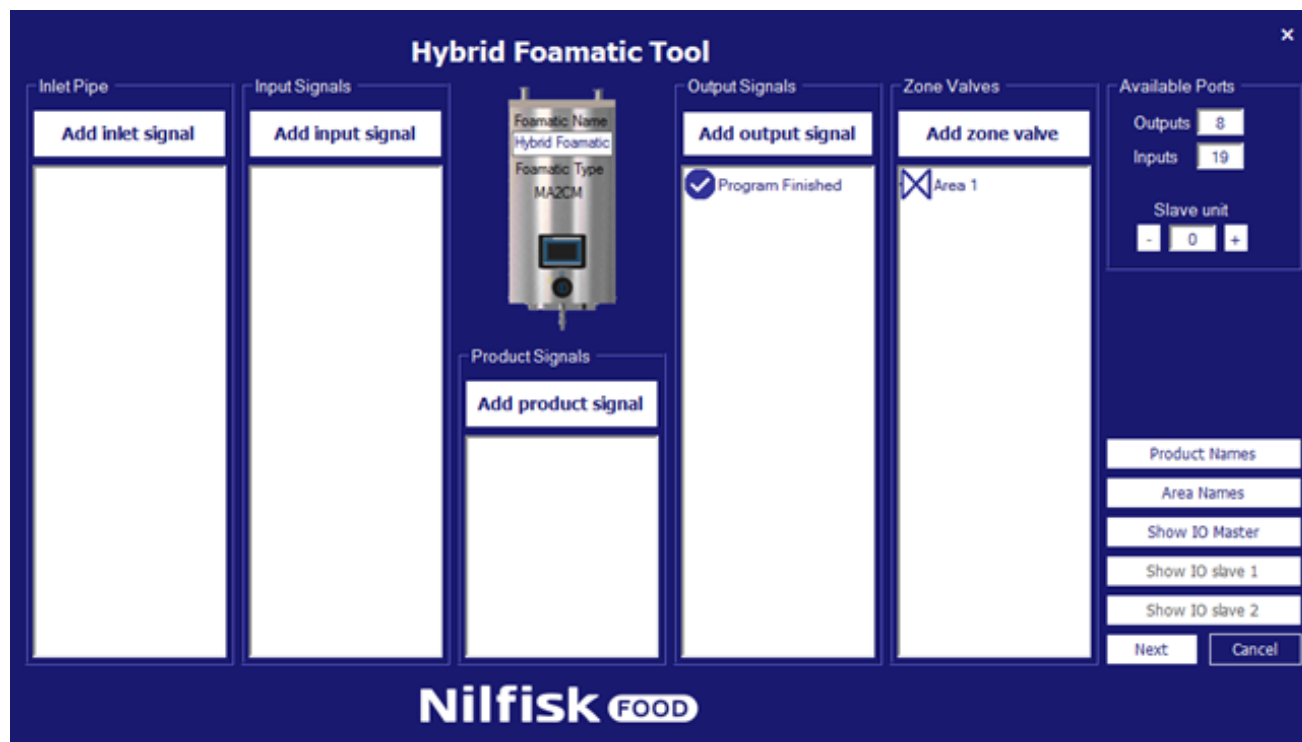 ×
Hybrid Foamatic Tool
Inlet Pipe
Add inlet signal
Input Signals
Add input signal
Foamatic Name
Hybrid Foamatic
Foamatic Type
MA2CM
Product Signals
Add product signal
Output Signals
Add output signal
Program Finished
Zone Valves
Add zone valve
Area 1
Available Ports
Outputs 8
Inputs 19
Slave unit
- 0 +
Product Names
Area Names
Show IO Master
Show IO slave 1
Show IO slave 2
Next Cancel
Nilfisk FOOD